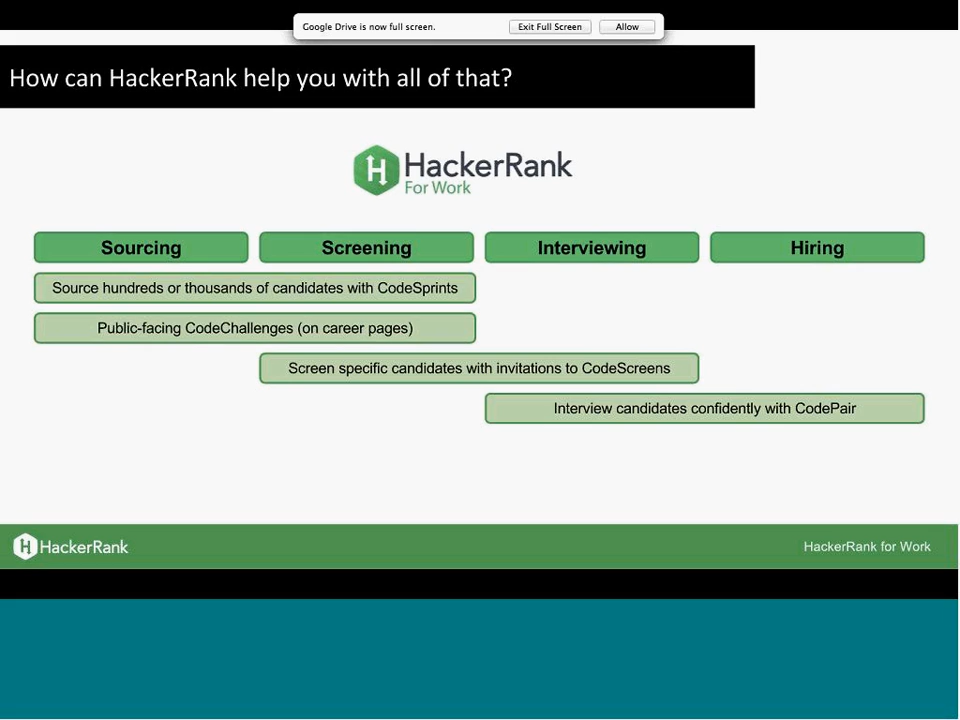 Google Drive is now full screen. Exit Full Screen Allow
How can HackerRank help you with all of that?
HackerRank
For Work
Sourcing Screening Interviewing Hiring
Source hundreds or thousands of candidates with CodeSprints
Public-facing CodeChallenges (on career pages)
Screen specific candidates with invitations to CodeScreens
Interview candidates confidently with CodePair
HackerRank HackerRank for Work